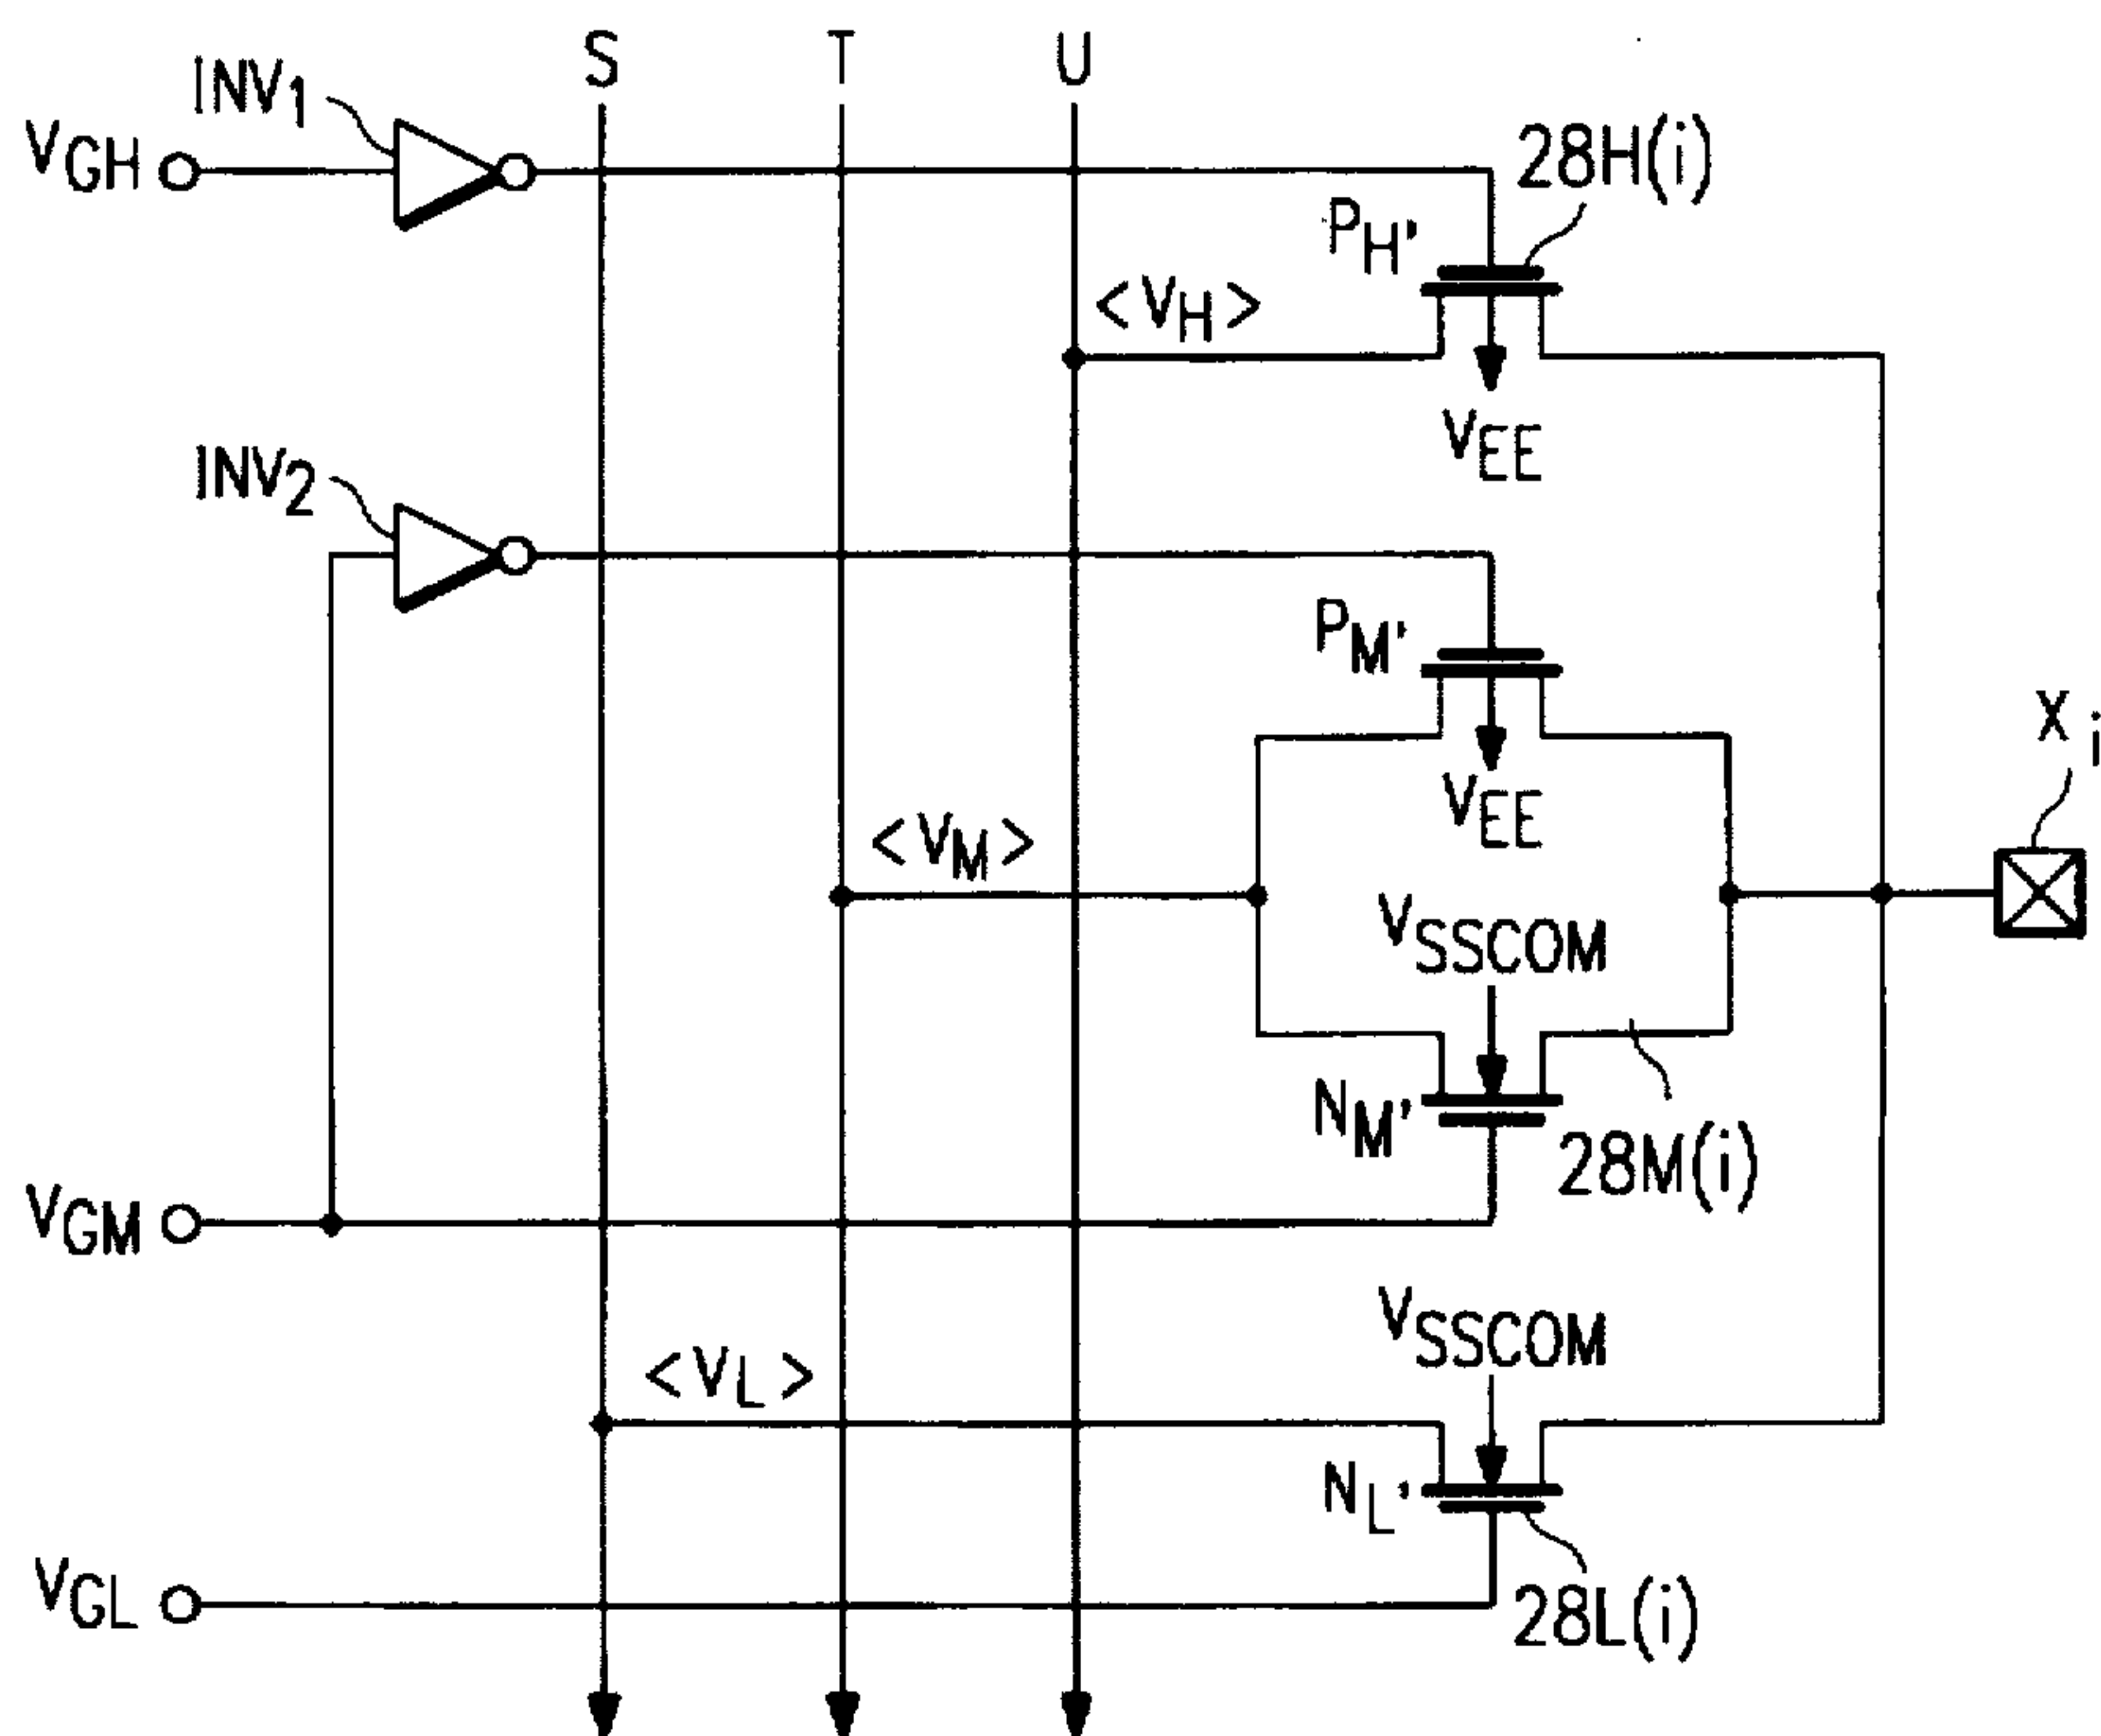 S T U
INV1
VGH
28H(i)
PH'
<VH>
VEE
INV2
PM'
Xi
VEE
<VM>
VSSCOM
NM'
28M(i)
VGM
VSSCOM
<VL>
NL'
VGL
28L(i)